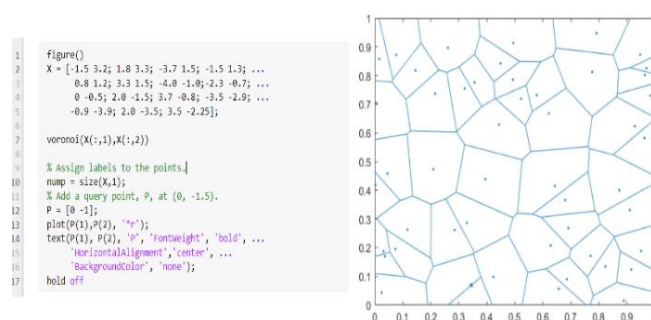 1 figure()
2 X = [-1.5 3.2; 1.8 3.3; -3.7 1.5; -1.5 1.3; ...
3 0.8 1.2; 3.3 1.5; -4.0 -1.0;-2.3 -0.7; ...
4 0 -0.5; 2.0 -1.5; 3.7 -0.8; -3.5 -2.9; ...
5 -0.9 -3.9; 2.0 -3.5; 3.5 -2.25];
6
7 voronoi(X(:,1),X(:,2))
8
9 % Assign labels to the points.
10 nump = size(X,1);
11 % Add a query point, P, at (0, -1.5).
12 P = [0 -1];
13 plot(P(1),P(2), '*r');
14 text(P(1), P(2), 'P', 'FontWeight', 'bold', ...
15 'HorizontalAlignment','center', ...
16 'BackgroundColor', 'none');
17 hold off
1
0.9
0.8
0.7
0.6
0.5
0.4
0.3
0.2
0.1
0
0 0.1 0.2 0.3 0.4 0.5 0.6 0.7 0.8 0.9